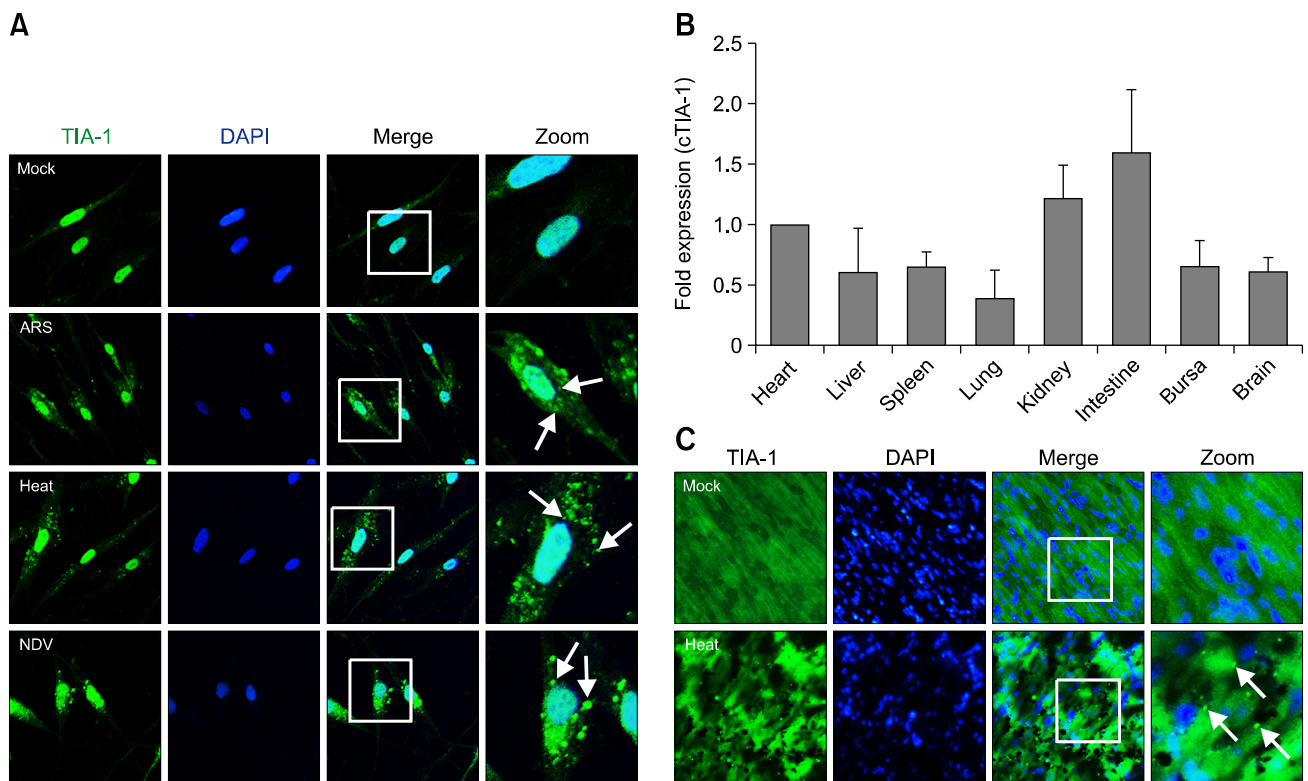 A
TIA-1 DAPI Merge Zoom
Mock
ARS
Heat
NDV
B
Fold expression (cTIA-1)
2.5
2.0
1.5
1.0
0.5
0
Heart Liver Spleen Lung Kidney Intestine Bursa Brain
C
TIA-1 DAPI Merge Zoom
Mock
Heat